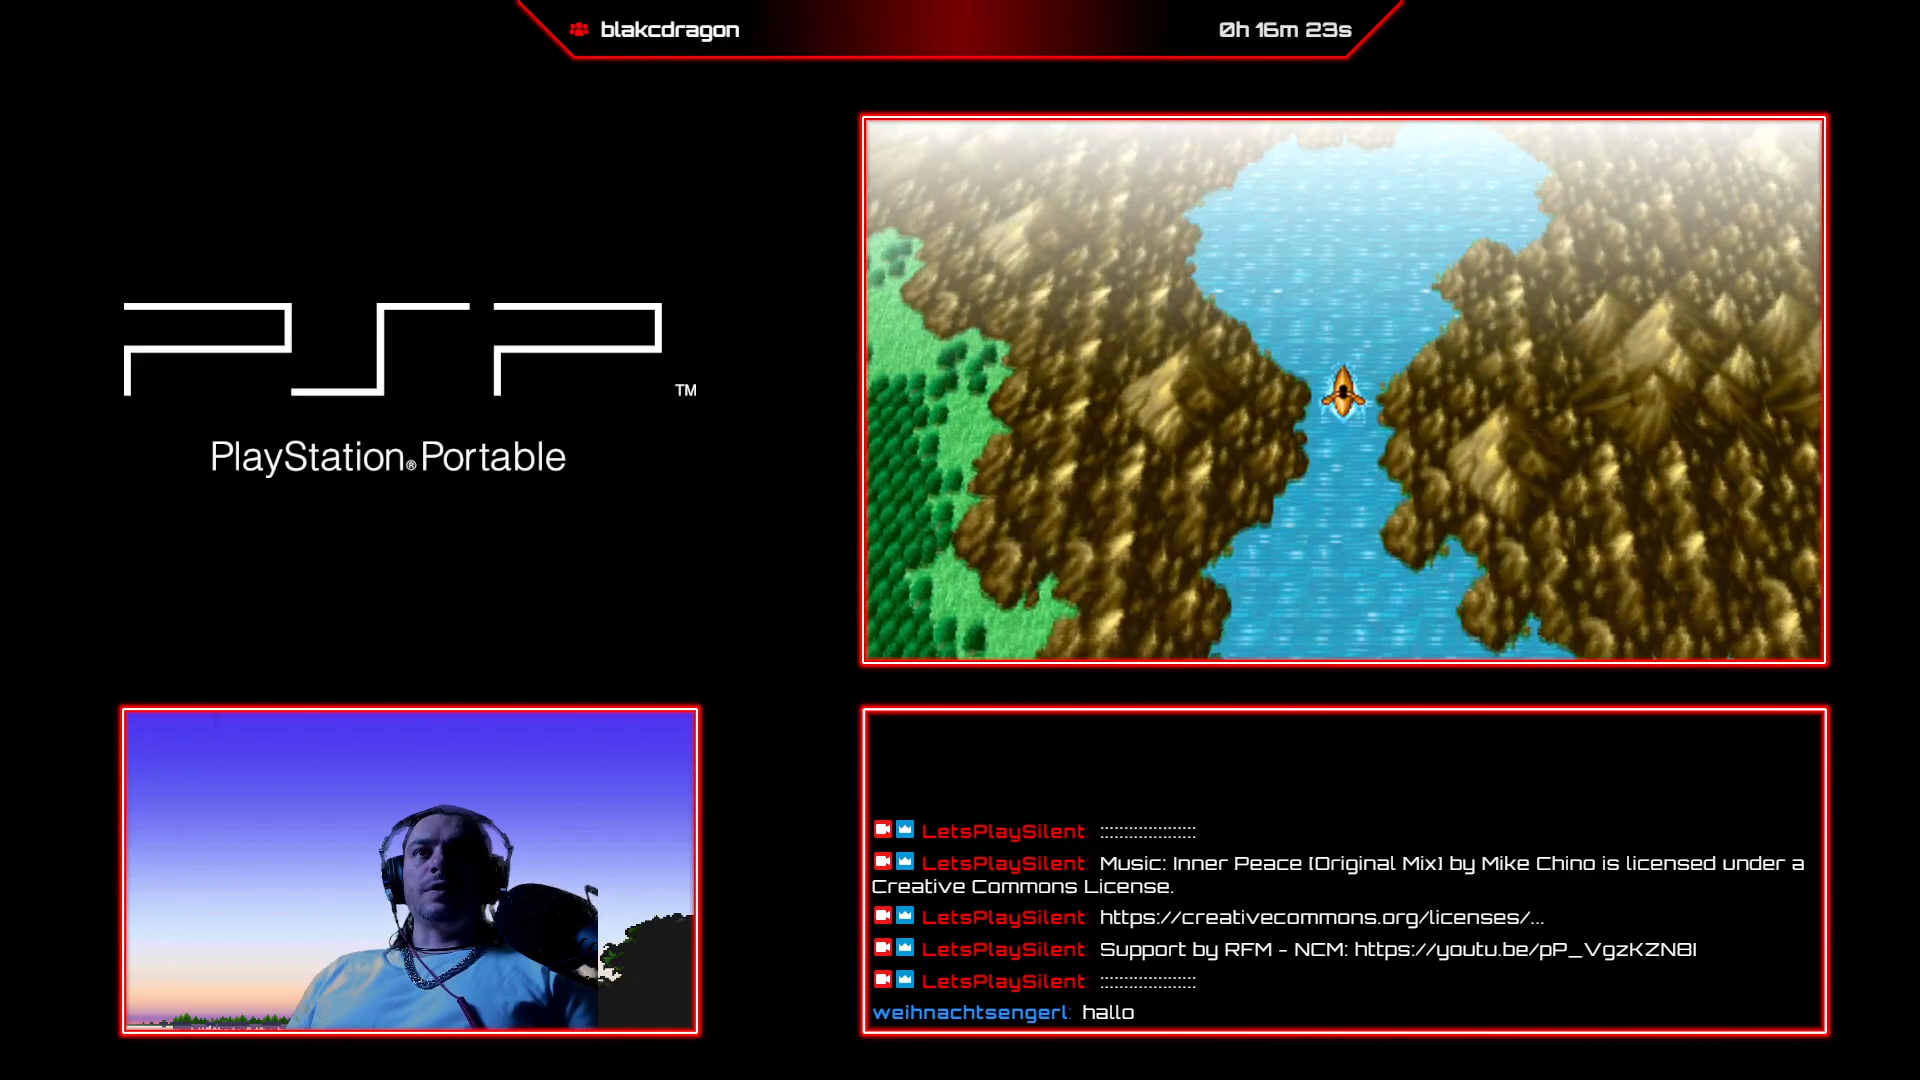 blakcdragon
0h 16m 23s
PSP ™
PlayStation®Portable
LetsPlaySilent: ::::::::::::::::::::
LetsPlaySilent: Music: Inner Peace [Original Mix] by Mike Chino is licensed under a
Creative Commons License.
LetsPlaySilent: https://creativecommons.org/licenses/...
LetsPlaySilent: Support by RFM - NCM: https://youtu.be/pP_VgzKZN8I
LetsPlaySilent: ::::::::::::::::::::
weihnachtsengerl: hallo